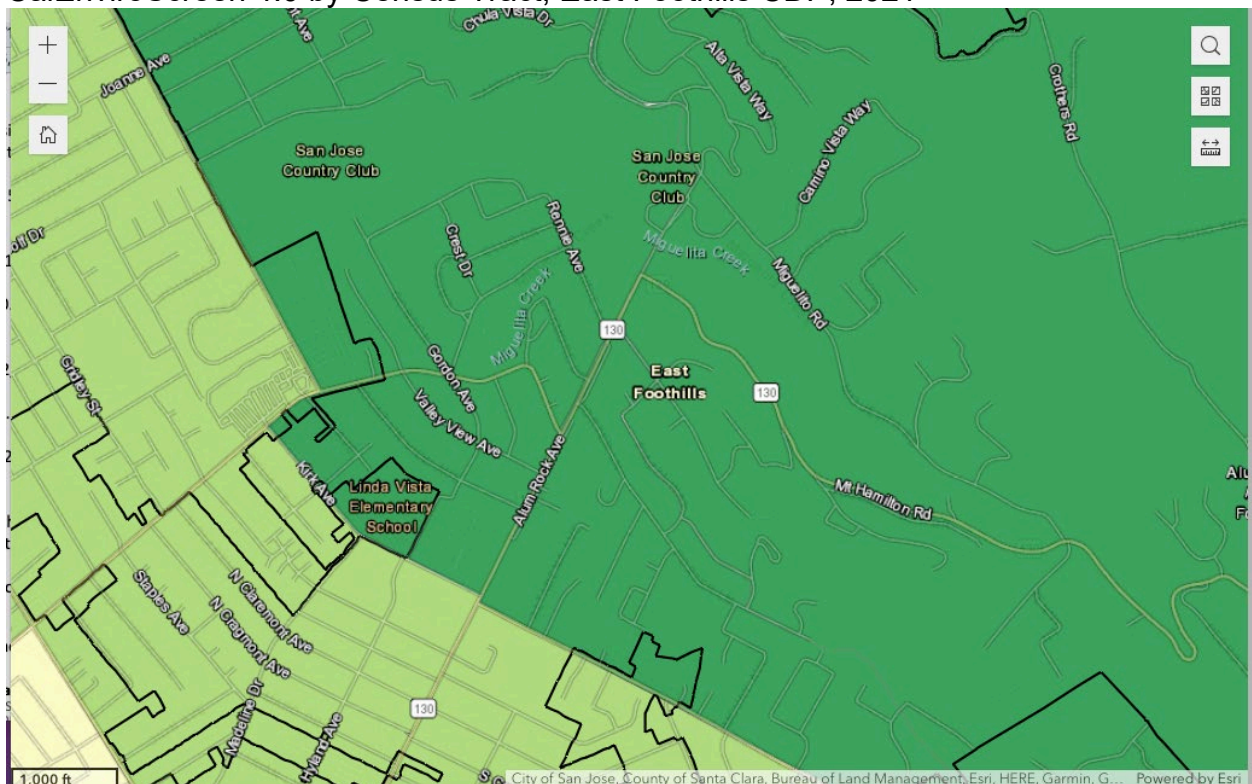 Chula Vista Dr
Joanne Ave
Alta Vista Way
Crothers Rd
San Jose
Country Club
San Jose
Country
Club
Camino Vista Way
Rennie Ave
Crest Dr
Miguelita Creek
Miguelita Creek
Miguelito Rd
130
Gridley St
Gordon Ave
East
Foothills
130
Valley View Ave
Alum Rock Ave
Kirk Ave
Linda Vista
Elementary
School
Mt Hamilton Rd
Staples Ave
N Claremont Ave
N Cragmont Ave
Madeline Dr
Hyland Ave
130
1,000 ft
City of San Jose, County of Santa Clara, Bureau of Land Management, Esri, HERE, Garmin, G... Powered by Esri